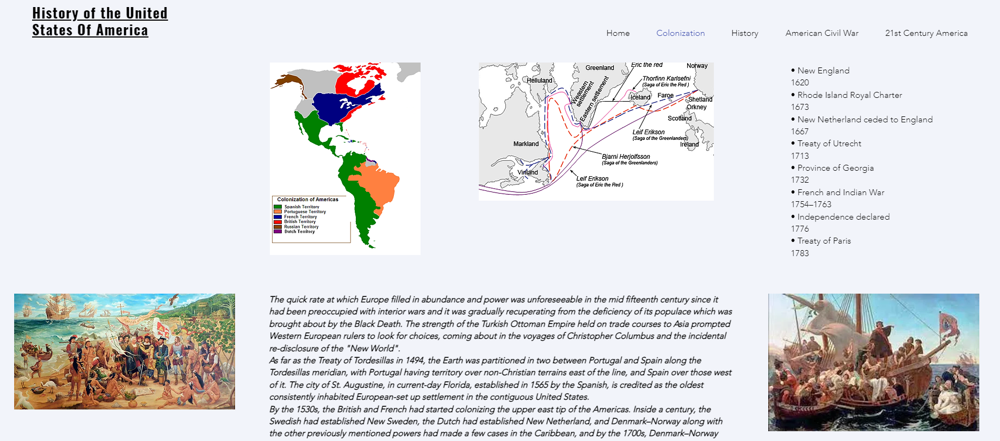 History of the United
States Of America
Home
Colonization
History
American Civil War
21st Century America
Colonization of Americas
Spanish Territory
Portuguese Territory
French Territory
British Territory
Russian Territory
Dutch Territory
Greenland
Eric the red
Norway
Helluland
Thorfinn Karlsefni
(Saga of Eric the Red )
Weastern
settlement
Eastern settlement
Iceland
Faroe
Shetland
Orkney
Scotland
Leif Erikson
(Saga of the Greenlanders)
Ireland
Markland
Bjarni Herjolfsson
(Saga of the Greenlanders)
Vinland
Leif Erikson
(Saga of Eric the Red )
• New England
1620
• Rhode Island Royal Charter
1673
• New Netherland ceded to England
1667
• Treaty of Utrecht
1713
• Province of Georgia
1732
• French and Indian War
1754–1763
• Independence declared
1776
• Treaty of Paris
1783
The quick rate at which Europe filled in abundance and power was unforeseeable in the mid fifteenth century since it
had been preoccupied with interior wars and it was gradually recuperating from the deficiency of its populace which was
brought about by the Black Death. The strength of the Turkish Ottoman Empire held on trade courses to Asia prompted
Western European rulers to look for choices, coming about in the voyages of Christopher Columbus and the incidental
re-disclosure of the "New World".
As far as the Treaty of Tordesillas in 1494, the Earth was partitioned in two between Portugal and Spain along the
Tordesillas meridian, with Portugal having territory over non-Christian terrains east of the line, and Spain over those west
of it. The city of St. Augustine, in current-day Florida, established in 1565 by the Spanish, is credited as the oldest
consistently inhabited European-set up settlement in the contiguous United States.
By the 1530s, the British and French had started colonizing the upper east tip of the Americas. Inside a century, the
Swedish had established New Sweden, the Dutch had established New Netherland, and Denmark–Norway along with
the other previously mentioned powers had made a few cases in the Caribbean, and by the 1700s, Denmark–Norway